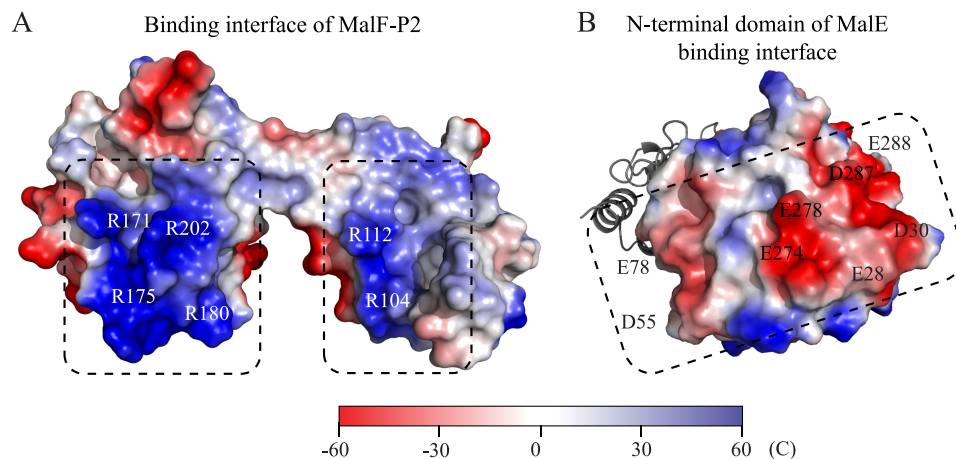 A
Binding interface of MalF-P2
B
N-terminal domain of MalE
binding interface
R171
R202
R175
R180
R112
R104
E288
D287
E278
D30
E274
E78
E28
D55
-60
-30
0
30
60
(C)